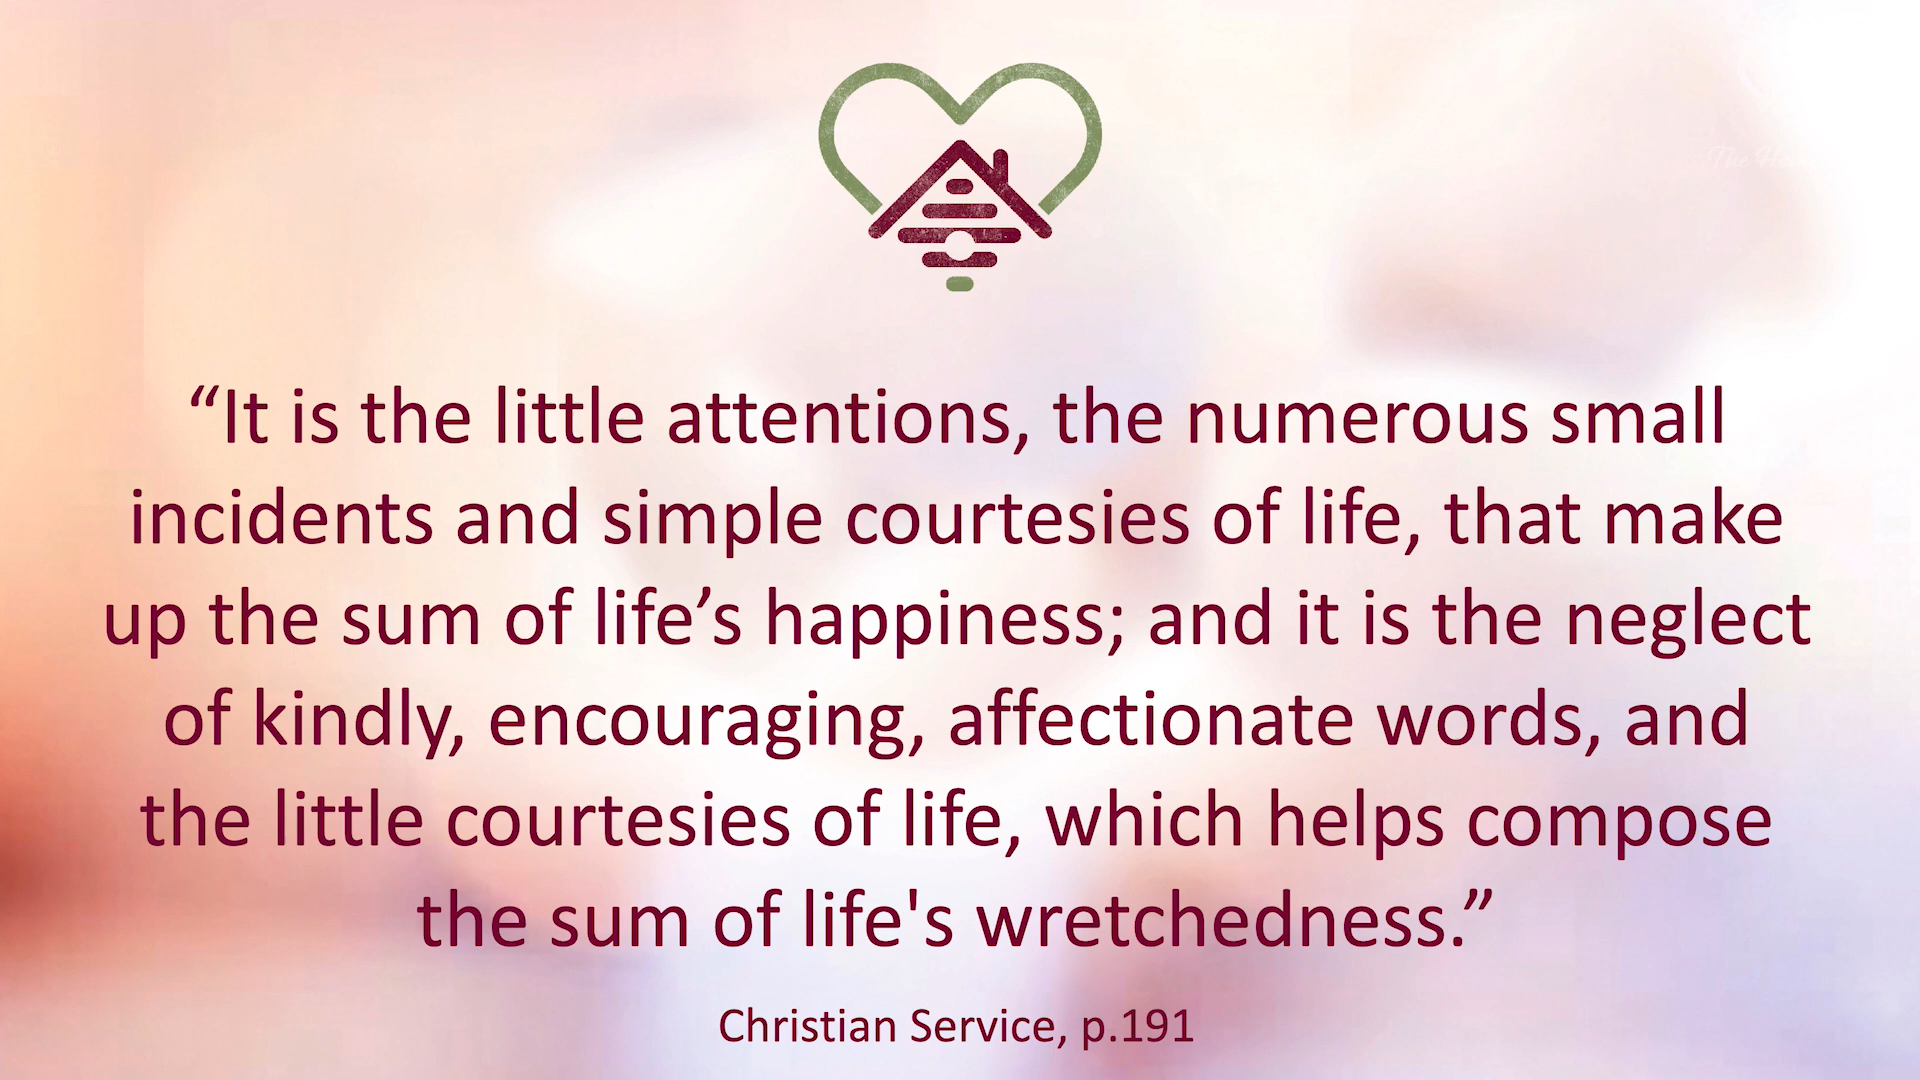 “It is the little attentions, the numerous small
incidents and simple courtesies of life, that make
up the sum of life’s happiness; and it is the neglect
of kindly, encouraging, affectionate words, and
the little courtesies of life, which helps compose
the sum of life's wretchedness.”
Christian Service, p.191